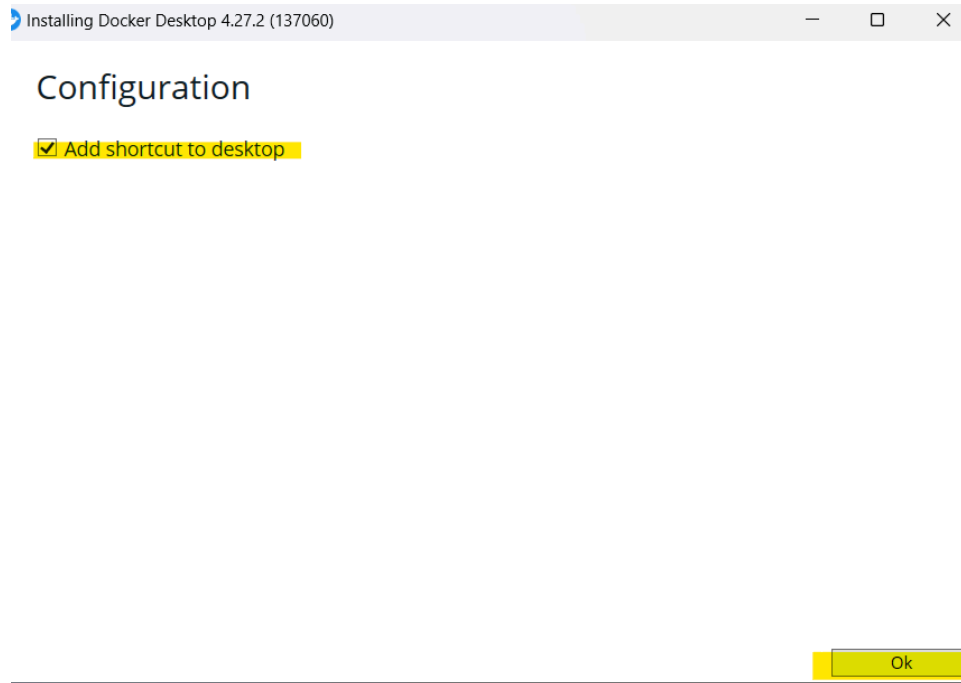 Installing Docker Desktop 4.27.2 (137060)
Configuration
Add shortcut to desktop
Ok